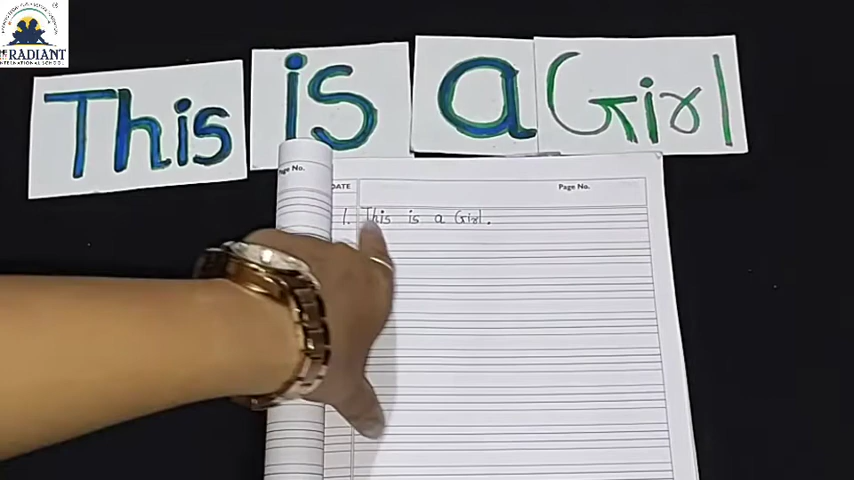 RADIANT
This is a Girl
Page No.
DATE
Page No.
1. This is a Girl.